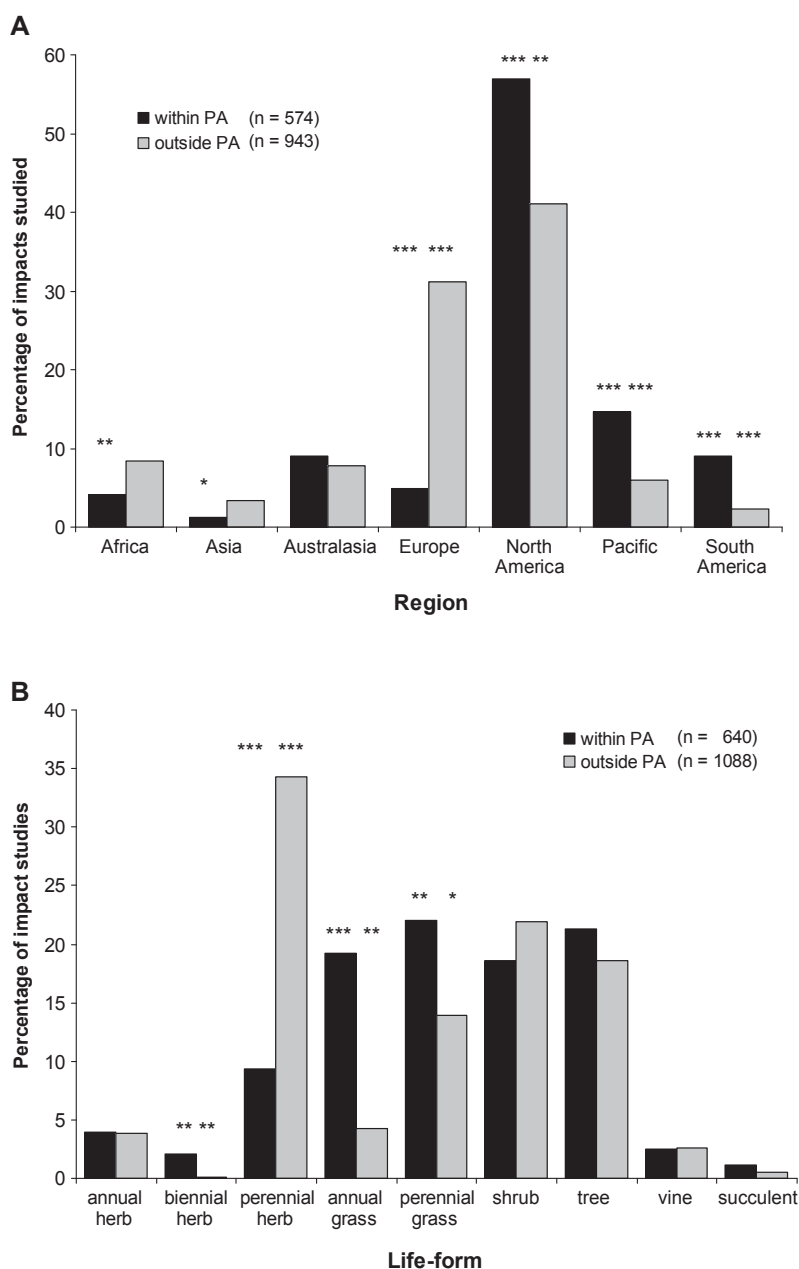 A
60
50
40
30
20
10
0
Percentage of impacts studied
within PA (n = 574)
outside PA (n = 943)
** * *** *** *** ** *** *** *** ***
Africa Asia Australasia Europe North America Pacific South America
Region
B
40
35
30
25
20
15
10
5
0
Percentage of impact studies
within PA (n = 640)
outside PA (n = 1088)
** ** *** *** *** ** ** *
annual herb biennial herb perennial herb annual grass perennial grass shrub tree vine succulent
Life-form